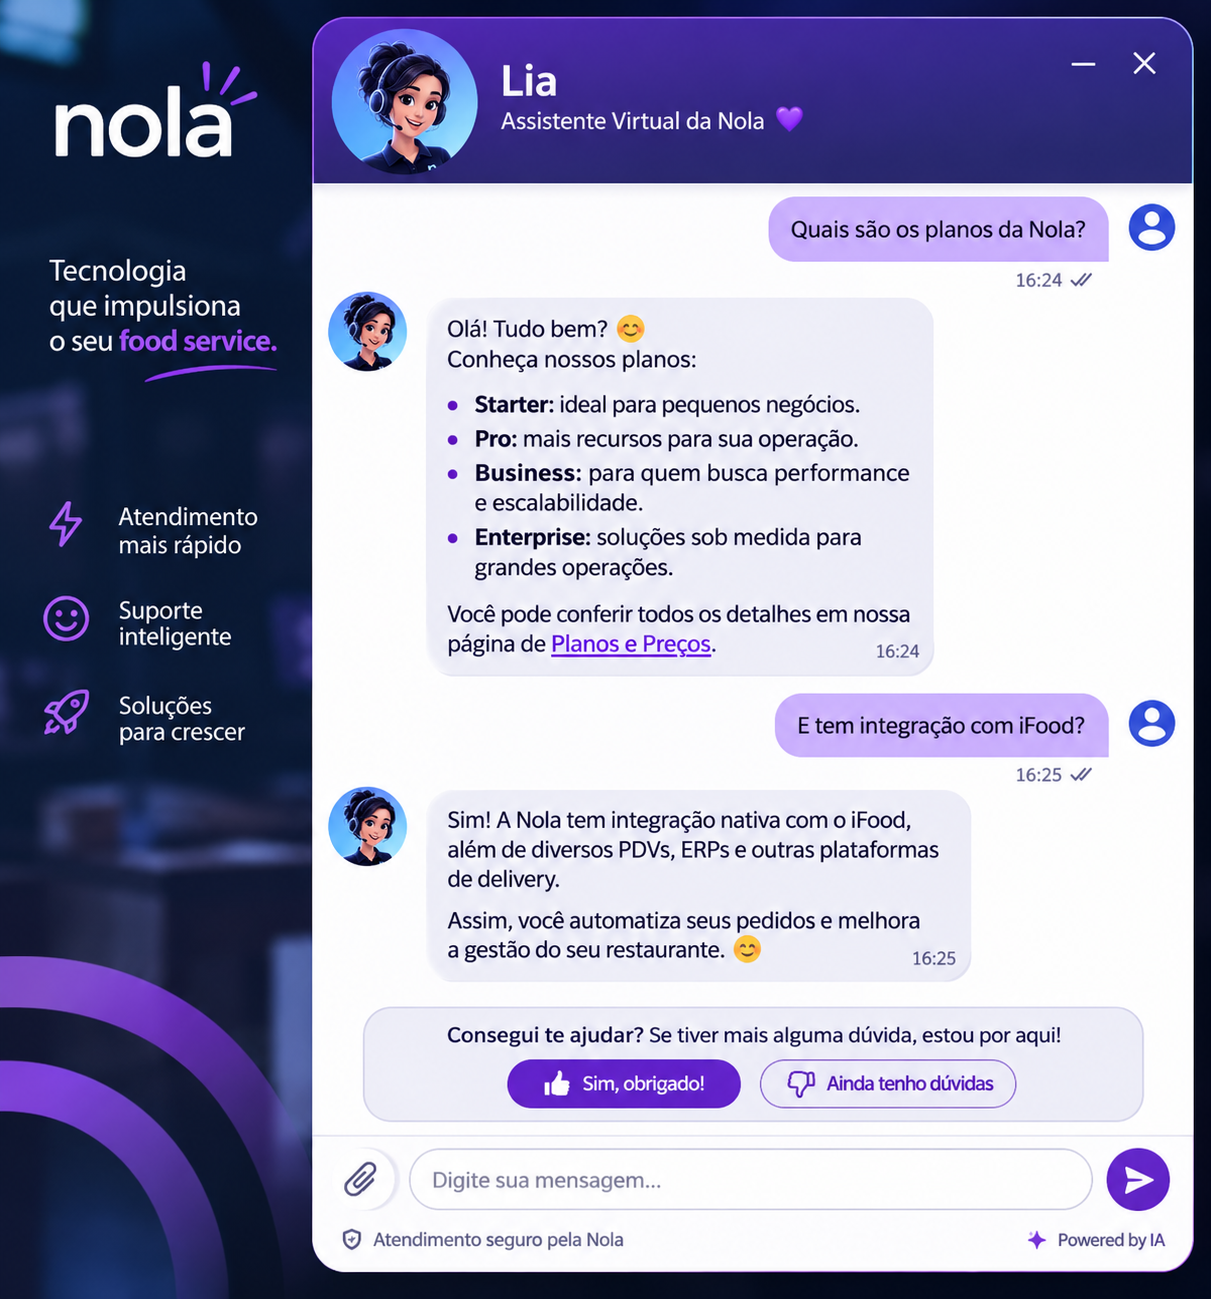 nola
Tecnologia
que impulsiona
o seu food service.
Atendimento
mais rápido
Suporte
inteligente
Soluções
para crescer
Lia
Assistente Virtual da Nola 💜
Quais são os planos da Nola?
16:24
Olá! Tudo bem? 😊
Conheça nossos planos:
• Starter: ideal para pequenos negócios.
• Pro: mais recursos para sua operação.
• Business: para quem busca performance
e escalabilidade.
• Enterprise: soluções sob medida para
grandes operações.
Você pode conferir todos os detalhes em nossa
página de Planos e Preços.
16:24
E tem integração com iFood?
16:25
Sim! A Nola tem integração nativa com o iFood,
além de diversos PDVs, ERPs e outras plataformas
de delivery.
Assim, você automatiza seus pedidos e melhora
a gestão do seu restaurante. 😊
16:25
Consegui te ajudar? Se tiver mais alguma dúvida, estou por aqui!
Sim, obrigado!
Ainda tenho dúvidas
Digite sua mensagem...
Atendimento seguro pela Nola
Powered by IA